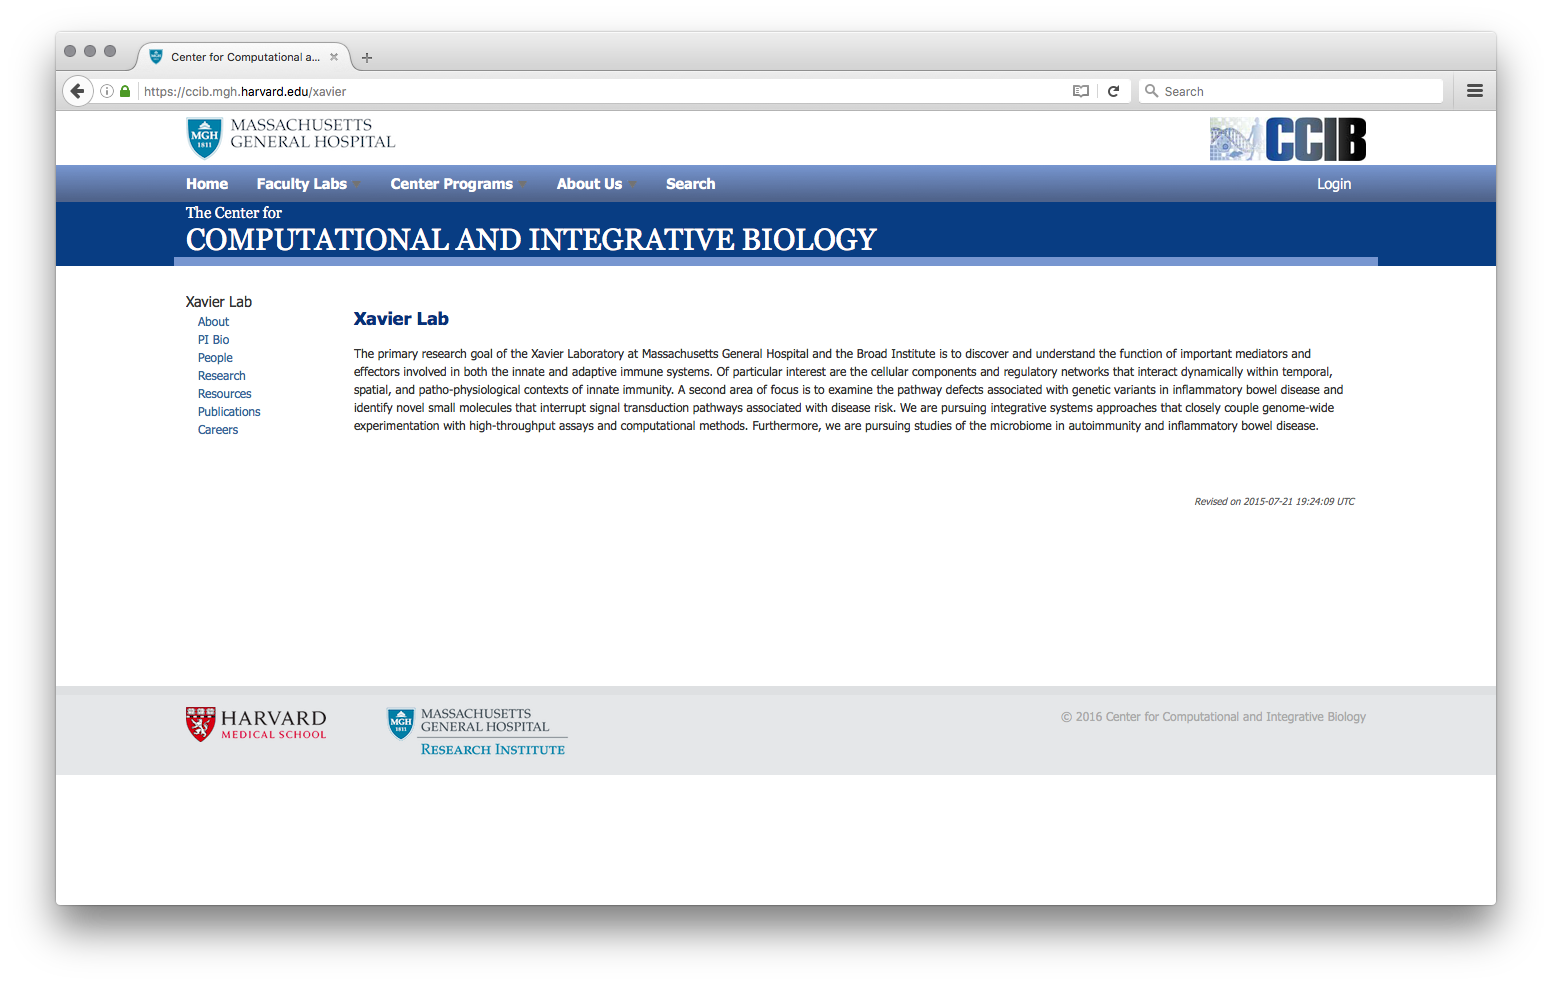 Center for Computational a...
https://ccib.mgh.harvard.edu/xavier
Search
MGH
1811
MASSACHUSETTS
GENERAL HOSPITAL
CCIB
Home Faculty Labs Center Programs About Us Search Login
The Center for
COMPUTATIONAL AND INTEGRATIVE BIOLOGY
Xavier Lab
About
PI Bio
People
Research
Resources
Publications
Careers
Xavier Lab
The primary research goal of the Xavier Laboratory at Massachusetts General Hospital and the Broad Institute is to discover and understand the function of important mediators and
effectors involved in both the innate and adaptive immune systems. Of particular interest are the cellular components and regulatory networks that interact dynamically within temporal,
spatial, and patho-physiological contexts of innate immunity. A second area of focus is to examine the pathway defects associated with genetic variants in inflammatory bowel disease and
identify novel small molecules that interrupt signal transduction pathways associated with disease risk. We are pursuing integrative systems approaches that closely couple genome-wide
experimentation with high-throughput assays and computational methods. Furthermore, we are pursuing studies of the microbiome in autoimmunity and inflammatory bowel disease.
Revised on 2015-07-21 19:24:09 UTC
HARVARD
MEDICAL SCHOOL
MGH
1811
MASSACHUSETTS
GENERAL HOSPITAL
RESEARCH INSTITUTE
© 2016 Center for Computational and Integrative Biology